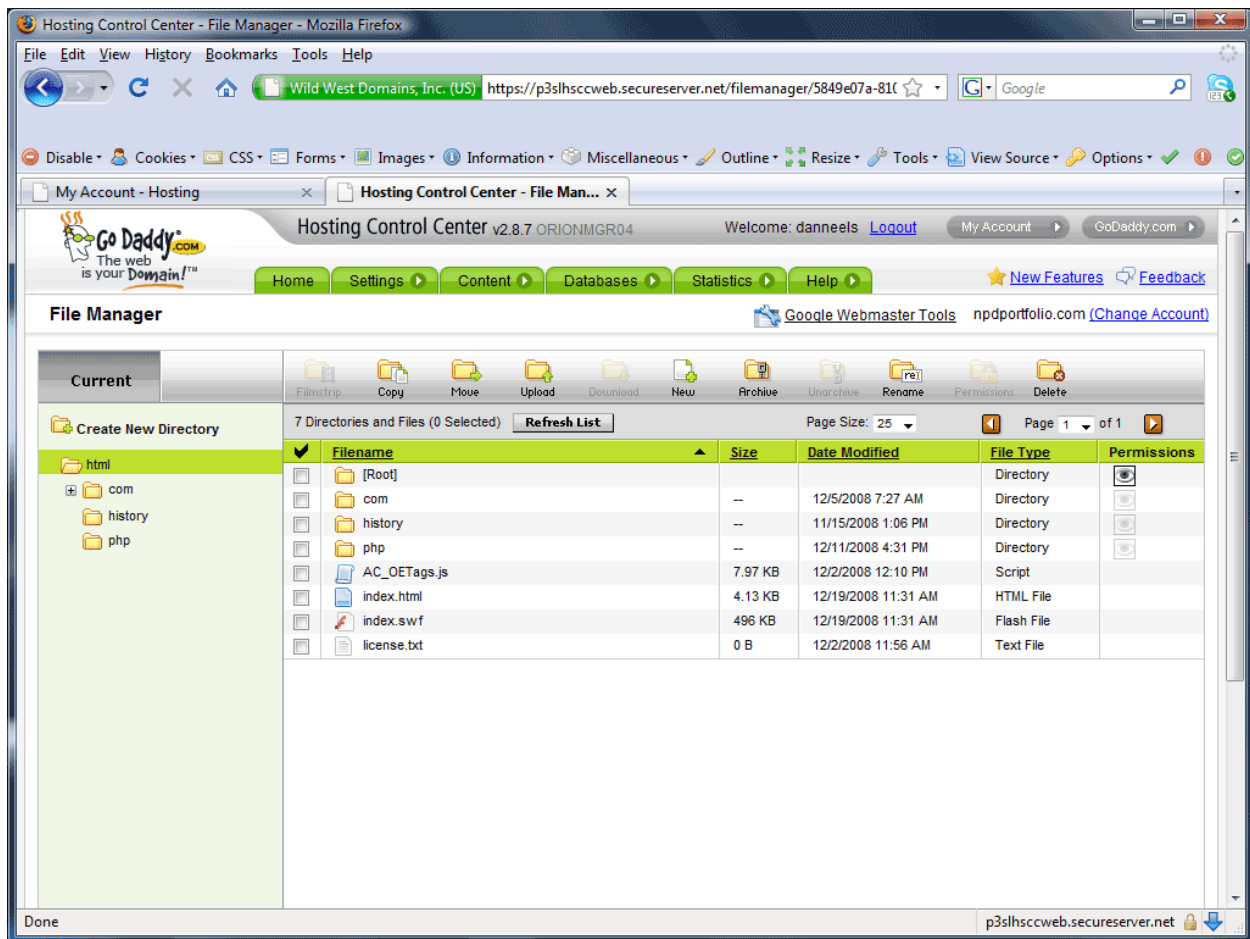 Hosting Control Center - File Manager - Mozilla Firefox
File Edit View History Bookmarks Tools Help
Wild West Domains, Inc. (US) https://p3slhsccweb.secureserver.net/filemanager/5849e07a-81( G Google
Disable Cookies CSS Forms Images Information Miscellaneous Outline Resize Tools View Source Options
My Account - Hosting Hosting Control Center - File Man...
Go Daddy.COM
The web
is your Domain!™
Hosting Control Center v2.8.7 ORIONMGR04 Welcome: danneels Logout My Account GoDaddy.com
Home Settings Content Databases Statistics Help New Features Feedback
File Manager Google Webmaster Tools npdportfolio.com (Change Account)
Current
Filmstrip Copy Move Upload Download New Archive Unarchive Rename Permissions Delete
Create New Directory
html
com
history
php
7 Directories and Files (0 Selected) Refresh List Page Size: 25 Page 1 of 1
Filename Size Date Modified File Type Permissions
[Root] Directory
com -- 12/5/2008 7:27 AM Directory
history -- 11/15/2008 1:06 PM Directory
php -- 12/11/2008 4:31 PM Directory
AC_OETags.js 7.97 KB 12/2/2008 12:10 PM Script
index.html 4.13 KB 12/19/2008 11:31 AM HTML File
index.swf 496 KB 12/19/2008 11:31 AM Flash File
license.txt 0 B 12/2/2008 11:56 AM Text File
Done p3slhsccweb.secureserver.net